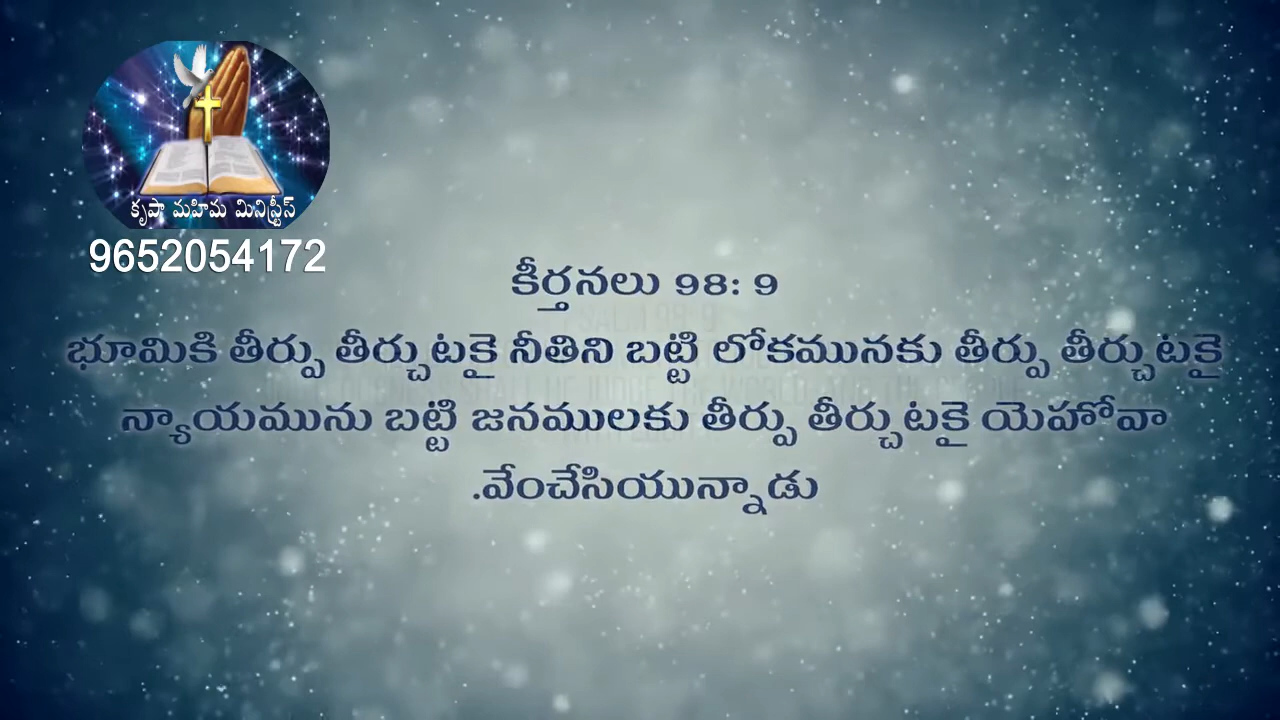 కృపా మహిమ మినిస్ట్రీస్
9652054172
కీర్తనలు 98: 9
భూమికి తీర్పు తీర్చుటకై నీతిని బట్టి లోకమునకు తీర్పు తీర్చుటకై
న్యాయమును బట్టి జనములకు తీర్పు తీర్చుటకై యెహోవా
.వేంచేసియున్నాడు